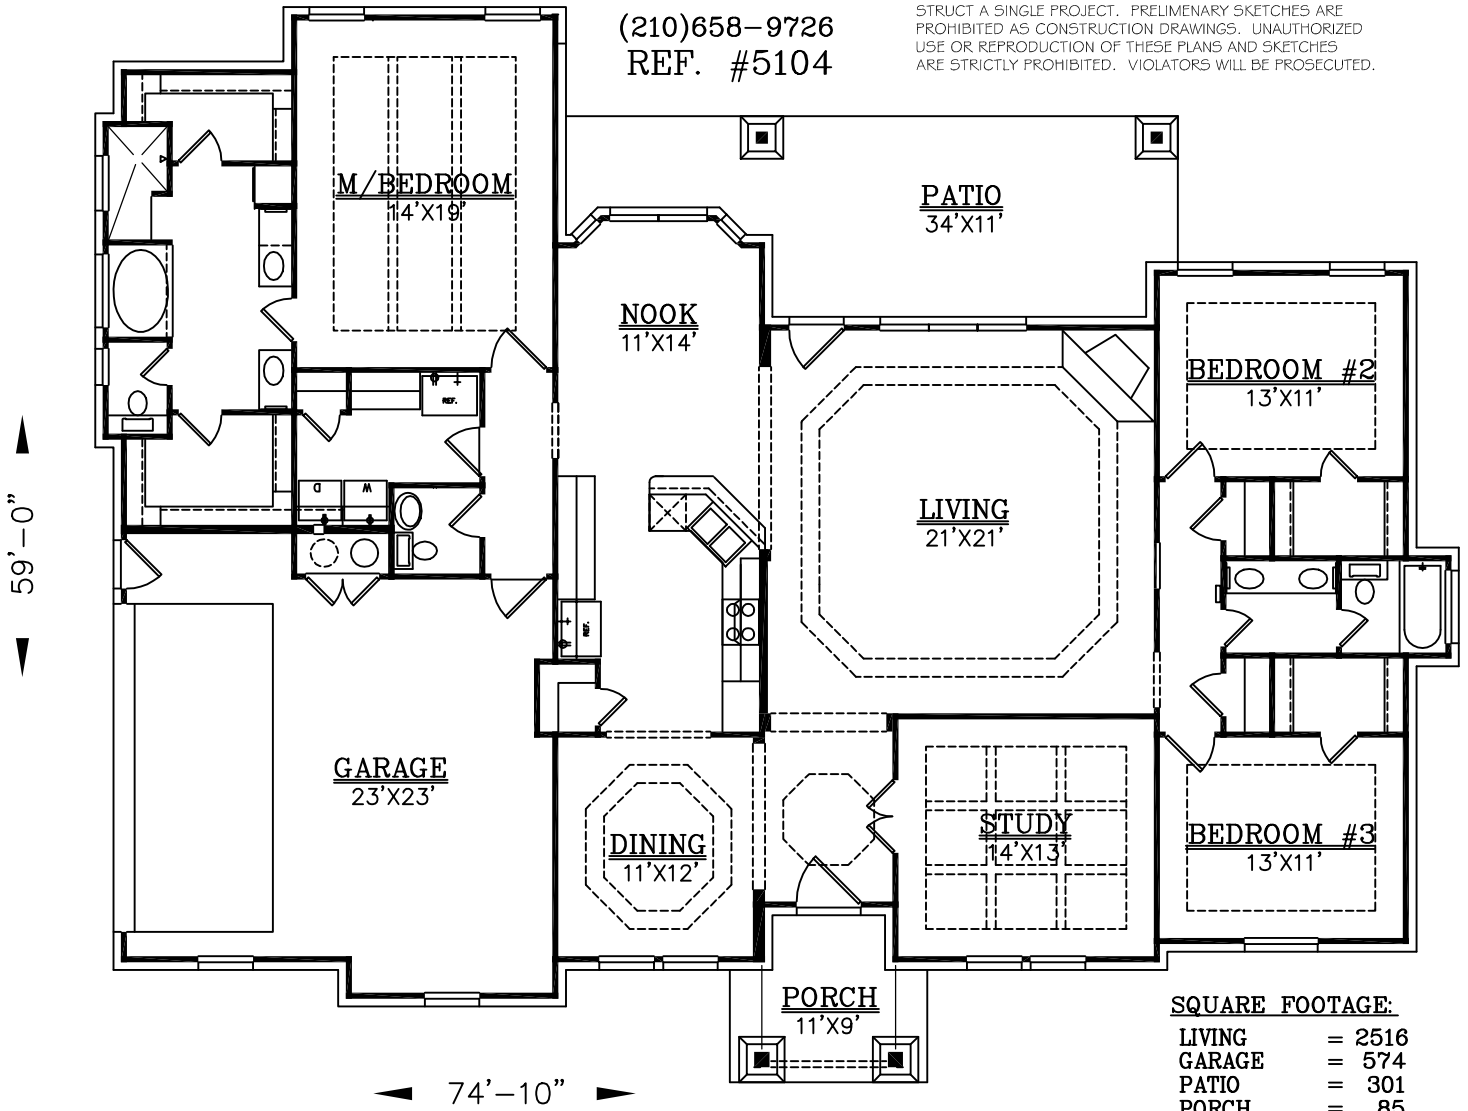 (210)658-9726
REF. #5104
STRUCT A SINGLE PROJECT. PRELIMENARY SKETCHES ARE
PROHIBITED AS CONSTRUCTION DRAWINGS. UNAUTHORIZED
USE OR REPRODUCTION OF THESE PLANS AND SKETCHES
ARE STRICTLY PROHIBITED. VIOLATORS WILL BE PROSECUTED.
M/BEDROOM
14'X19'
PATIO
34'X11'
NOOK
11'X14'
BEDROOM #2
13'X11'
REF.
D
W
LIVING
21'X21'
59'-0"
REF.
GARAGE
23'X23'
DINING
11'X12'
STUDY
14'X13'
BEDROOM #3
13'X11'
PORCH
11'X9'
74'-10"
SQUARE FOOTAGE:
LIVING = 2516
GARAGE = 574
PATIO = 301
PORCH = 85